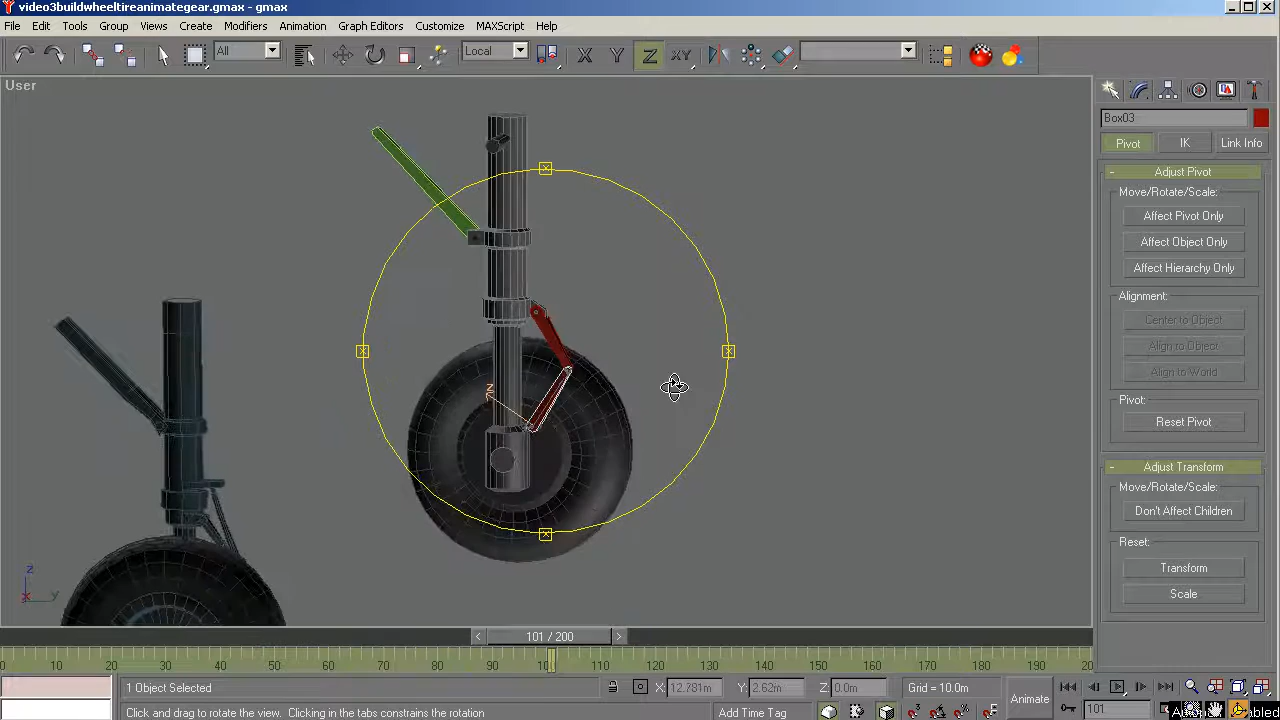 video3buildwheeltireanimategear.gmax - gmax
File Edit Tools Group Views Create Modifiers Animation Graph Editors Customize MAXScript Help
All Local X Y Z XY
User
Box03
Pivot IK Link Info
- Adjust Pivot
Move/Rotate/Scale:
Affect Pivot Only
Affect Object Only
Affect Hierarchy Only
Alignment:
Center to Object
Align to Object
Align to World
Pivot:
Reset Pivot
- Adjust Transform
Move/Rotate/Scale:
Don't Affect Children
Reset:
Transform
Scale
z
z
x y
< 101 / 200 >
0 10 20 30 40 50 60 70 80 90 100 110 120 130 140 150 160 170 180 190 20
1 Object Selected X: 12.781m Y: 2.62m Z: 0.0m Grid = 10.0m Animate
Click and drag to rotate the view. Clicking in the tabs constrains the rotation Add Time Tag 101